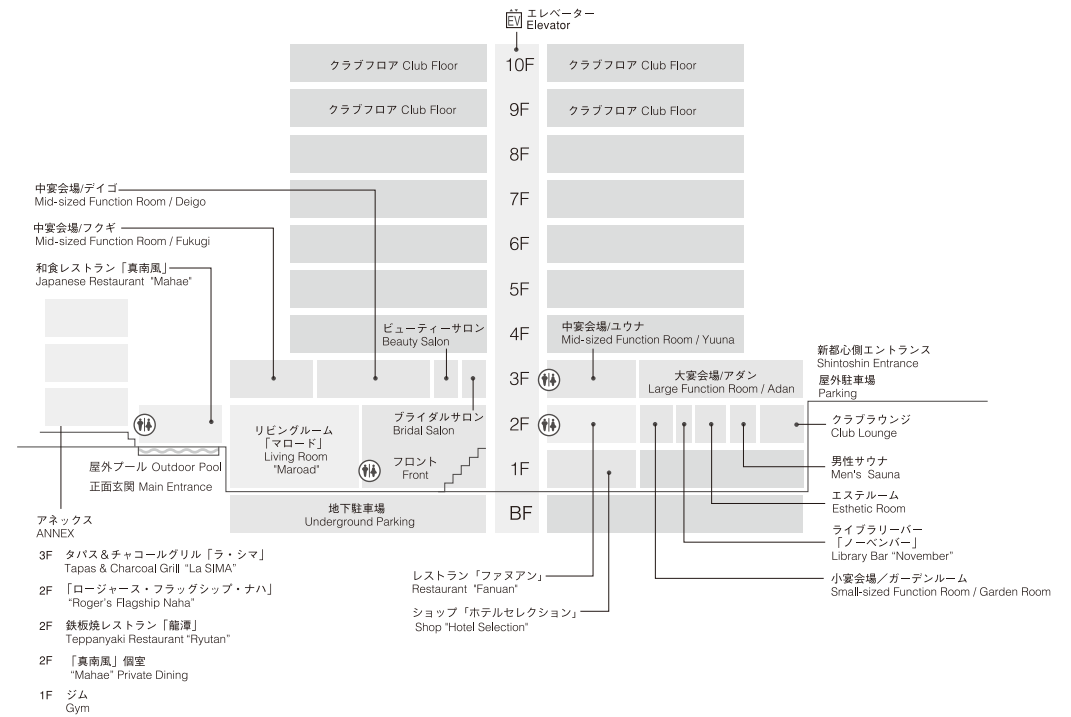 エレベーター
EV Elevator
クラブフロア Club Floor
10F
クラブフロア Club Floor
クラブフロア Club Floor
9F
クラブフロア Club Floor
8F
7F
6F
5F
4F
3F
2F
1F
BF
中宴会場/デイゴ
Mid-sized Function Room / Deigo
中宴会場/フクギ
Mid-sized Function Room / Fukugi
和食レストラン「真南風」
Japanese Restaurant "Mahae"
ビューティーサロン
Beauty Salon
中宴会場/ユウナ
Mid-sized Function Room / Yuuna
大宴会場/アダン
Large Function Room / Adan
新都心側エントランス
Shintoshin Entrance
屋外駐車場
Parking
ブライダルサロン
Bridal Salon
リビングルーム
「マロード」
Living Room
"Maroad"
フロント
Front
クラブラウンジ
Club Lounge
男性サウナ
Men's Sauna
エステルーム
Esthetic Room
ライブラリーバー
「ノーベンバー」
Library Bar "November"
小宴会場／ガーデンルーム
Small-sized Function Room / Garden Room
屋外プール Outdoor Pool
正面玄関 Main Entrance
地下駐車場
Underground Parking
レストラン「ファヌアン」
Restaurant "Fanuan"
ショップ「ホテルセレクション」
Shop "Hotel Selection"
アネックス
ANNEX
3F タパス＆チャコールグリル「ラ・シマ」
Tapas & Charcoal Grill "La SIMA"
2F 「ロージャース・フラッグシップ・ナハ」
"Roger's Flagship Naha"
2F 鉄板焼レストラン「龍潭」
Teppanyaki Restaurant "Ryutan"
2F 「真南風」個室
"Mahae" Private Dining
1F ジム
Gym